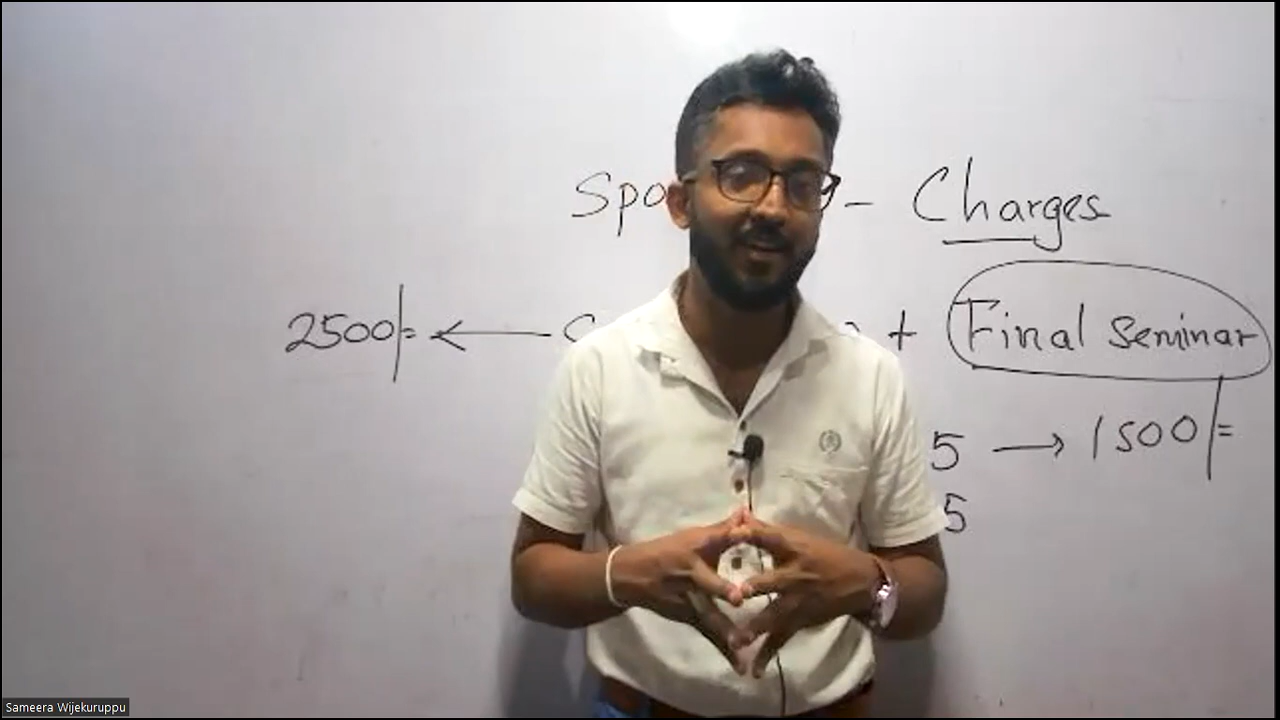 Spo - Charges
2500/= ← + Final seminar
5 → 1500/=
5
Sameera Wijekuruppu